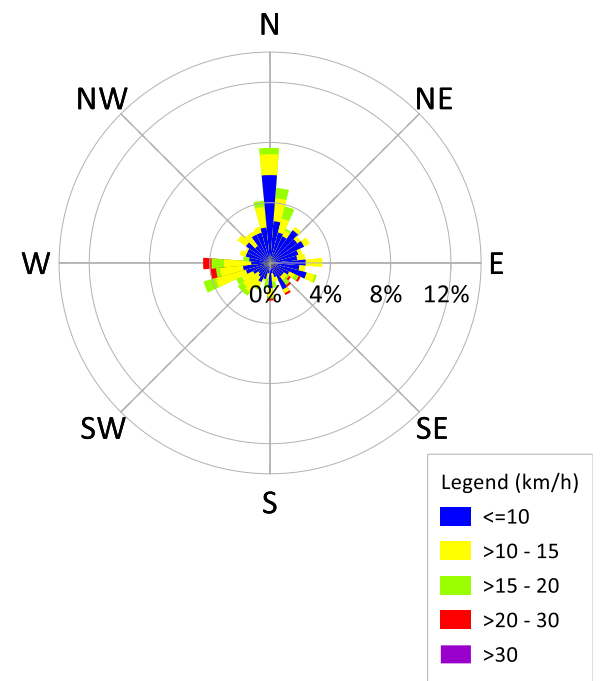 N
NW
NE
W
E
0%
4%
8%
12%
SW
SE
S
Legend (km/h)
<=10
>10 - 15
>15 - 20
>20 - 30
>30